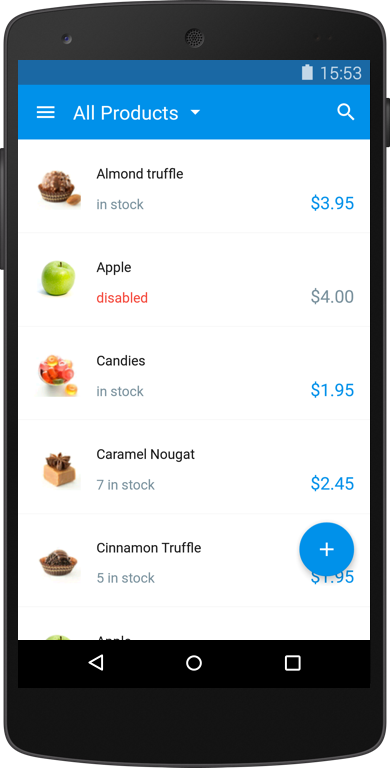 15:53
All Products
Almond truffle
in stock
$3.95
Apple
disabled
$4.00
Candies
in stock
$1.95
Caramel Nougat
7 in stock
$2.45
Cinnamon Truffle
5 in stock
$1.95
Apple